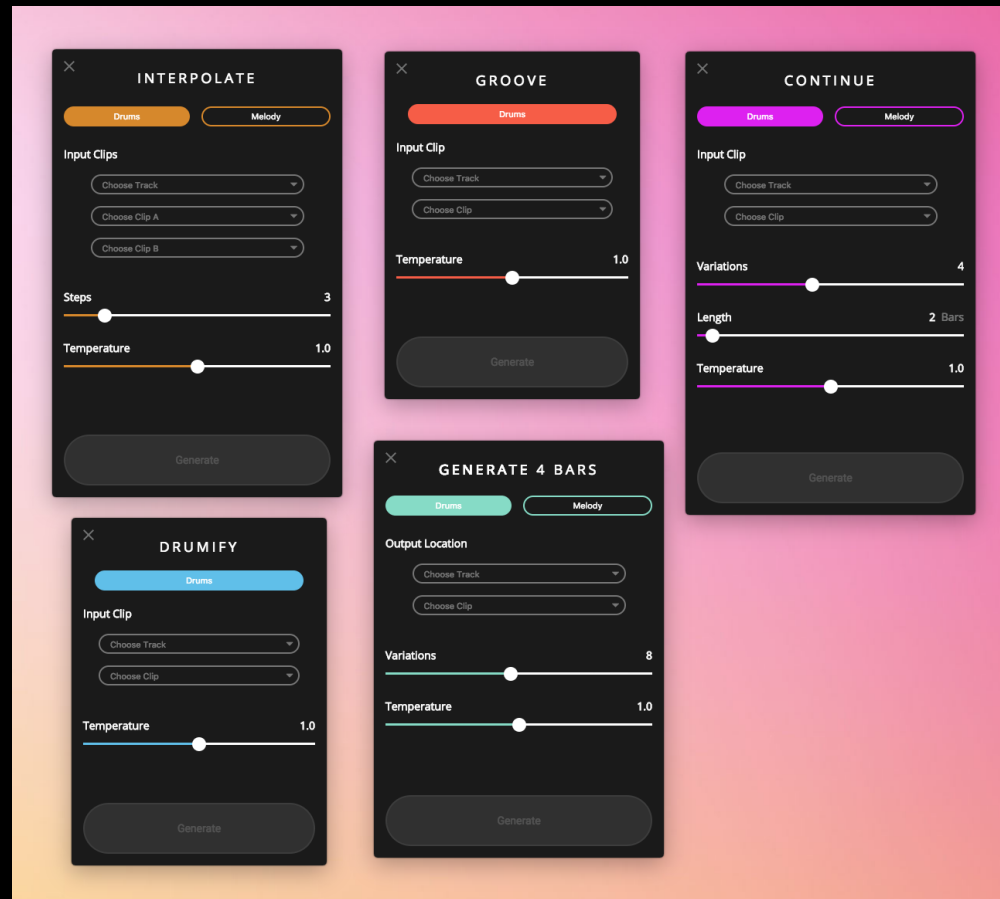 INTERPOLATE
Drums Melody
Input Clips
Choose Track
Choose Clip A
Choose Clip B
Steps 3
Temperature 1.0
Generate
GROOVE
Drums
Input Clip
Choose Track
Choose Clip
Temperature 1.0
Generate
CONTINUE
Drums Melody
Input Clip
Choose Track
Choose Clip
Variations 4
Length 2 Bars
Temperature 1.0
Generate
DRUMIFY
Drums
Input Clip
Choose Track
Choose Clip
Temperature 1.0
Generate
GENERATE 4 BARS
Drums Melody
Output Location
Choose Track
Choose Clip
Variations 8
Temperature 1.0
Generate